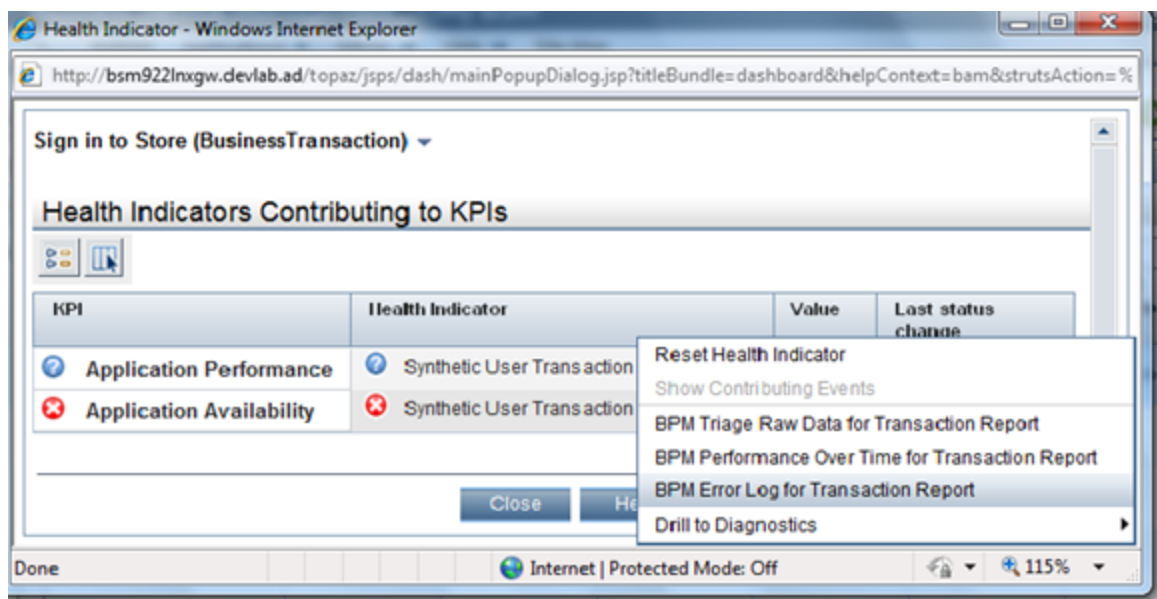 Health Indicator - Windows Internet Explorer
http://bsm922lnxgw.devlab.ad/topaz/jsps/dash/mainPopupDialog.jsp?titleBundle=dashboard&helpContext=bam&strutsAction=%
Sign in to Store (BusinessTransaction)
Health Indicators Contributing to KPIs
KPI Health Indicator Value Last status change
Application Performance Synthetic User Transaction
Application Availability Synthetic User Transaction
Reset Health Indicator
Show Contributing Events
BPM Triage Raw Data for Transaction Report
BPM Performance Over Time for Transaction Report
BPM Error Log for Transaction Report
Drill to Diagnostics
Close He
Done Internet | Protected Mode: Off 115%